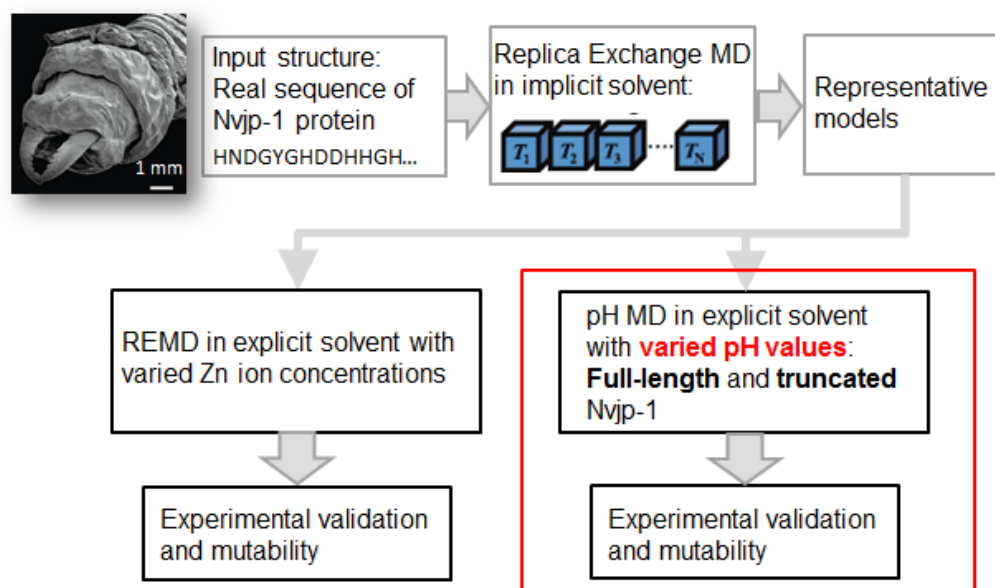 Input structure:
Real sequence of
Nvjp-1 protein
HNDGYGHDDHHGH...
1 mm
Replica Exchange MD
in implicit solvent:
T1 T2 T3 ····· TN
Representative
models
REMD in explicit solvent with
varied Zn ion concentrations
Experimental validation
and mutability
pH MD in explicit solvent
with varied pH values:
Full-length and truncated
Nvjp-1
Experimental validation
and mutability